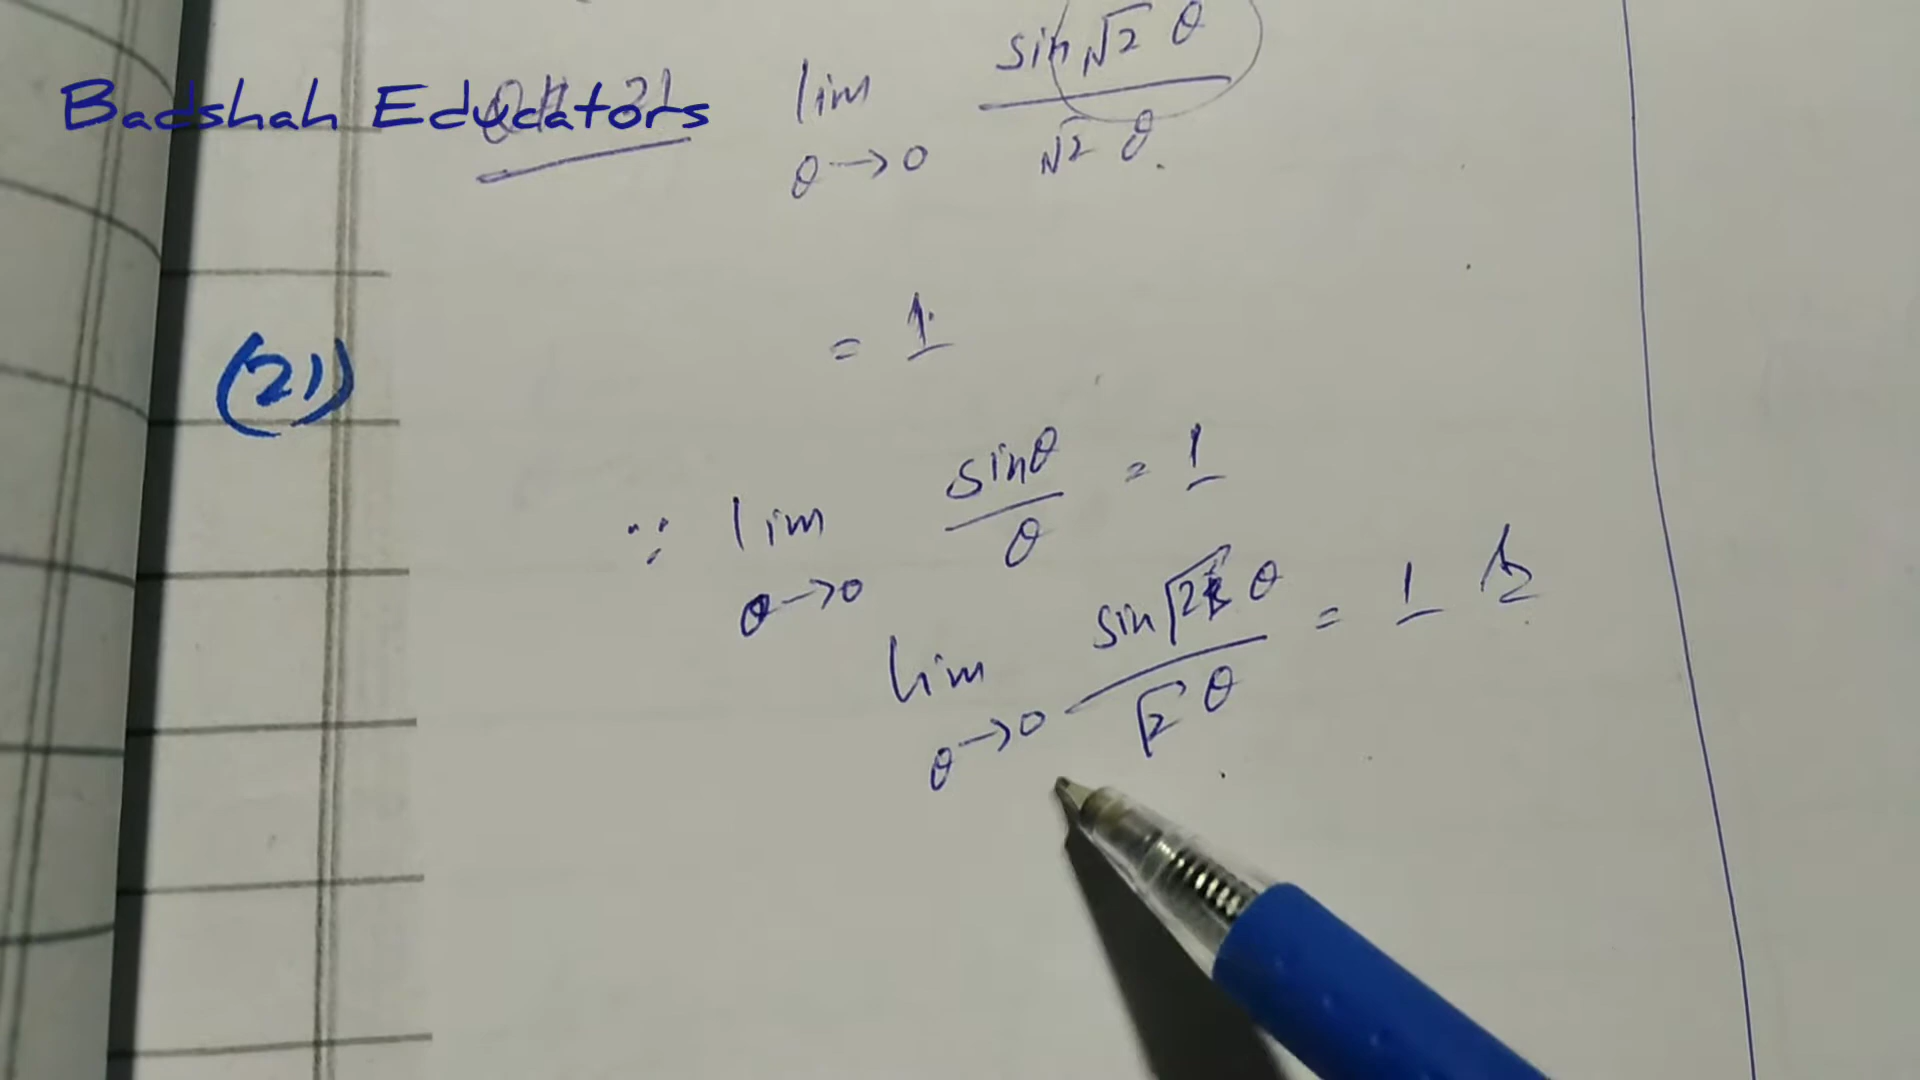 Badshah Educators
lim θ→0 sin√2 θ / √2 θ.
= 1
(21)
∵ lim θ→0 sinθ / θ = 1
lim θ→0 sin√2 θ / √2 θ = 1